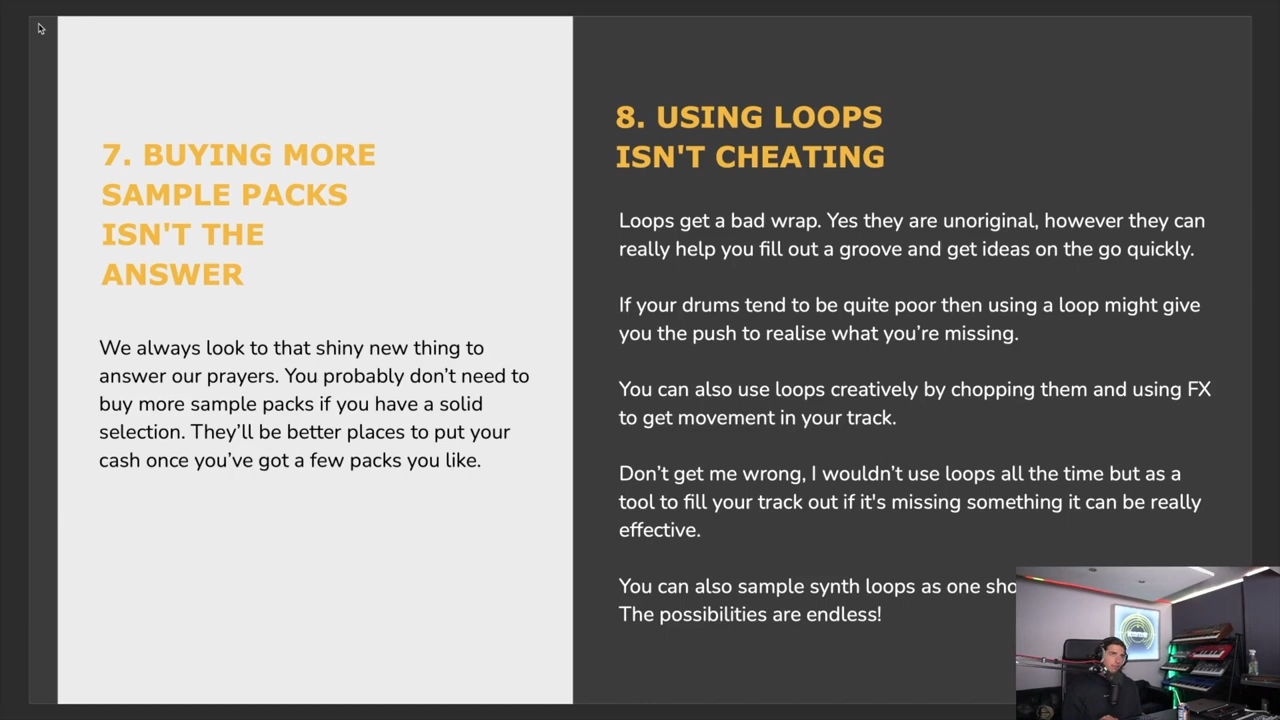 7. BUYING MORE
SAMPLE PACKS
ISN'T THE
ANSWER
We always look to that shiny new thing to
answer our prayers. You probably don’t need to
buy more sample packs if you have a solid
selection. They’ll be better places to put your
cash once you’ve got a few packs you like.
8. USING LOOPS
ISN'T CHEATING
Loops get a bad wrap. Yes they are unoriginal, however they can
really help you fill out a groove and get ideas on the go quickly.
If your drums tend to be quite poor then using a loop might give
you the push to realise what you’re missing.
You can also use loops creatively by chopping them and using FX
to get movement in your track.
Don’t get me wrong, I wouldn’t use loops all the time but as a
tool to fill your track out if it's missing something it can be really
effective.
You can also sample synth loops as one
The possibilities are endless!